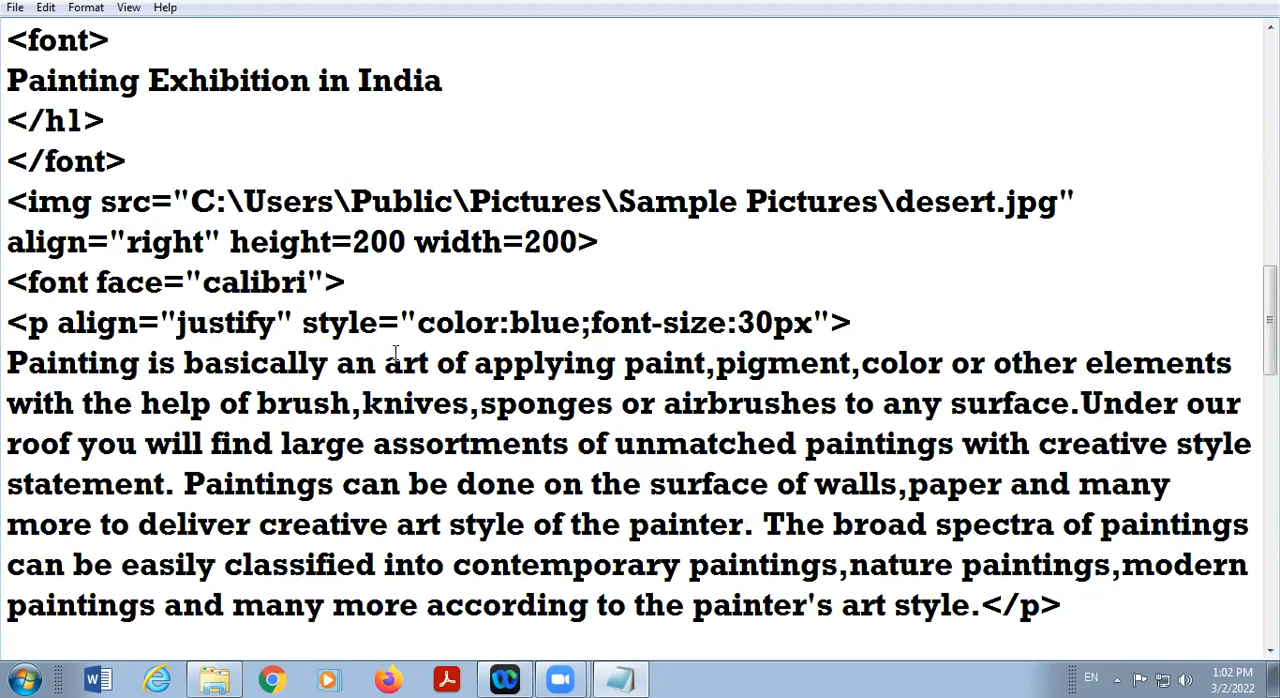 File Edit Format View Help
<font>
Painting Exhibition in India
</h1>
</font>
<img src="C:\Users\Public\Pictures\Sample Pictures\desert.jpg"
align="right" height=200 width=200>
<font face="calibri">
<p align="justify" style="color:blue;font-size:30px">
Painting is basically an art of applying paint,pigment,color or other elements
with the help of brush,knives,sponges or airbrushes to any surface.Under our
roof you will find large assortments of unmatched paintings with creative style
statement. Paintings can be done on the surface of walls,paper and many
more to deliver creative art style of the painter. The broad spectra of paintings
can be easily classified into contemporary paintings,nature paintings,modern
paintings and many more according to the painter's art style.</p>
EN
1:02 PM
3/2/2022